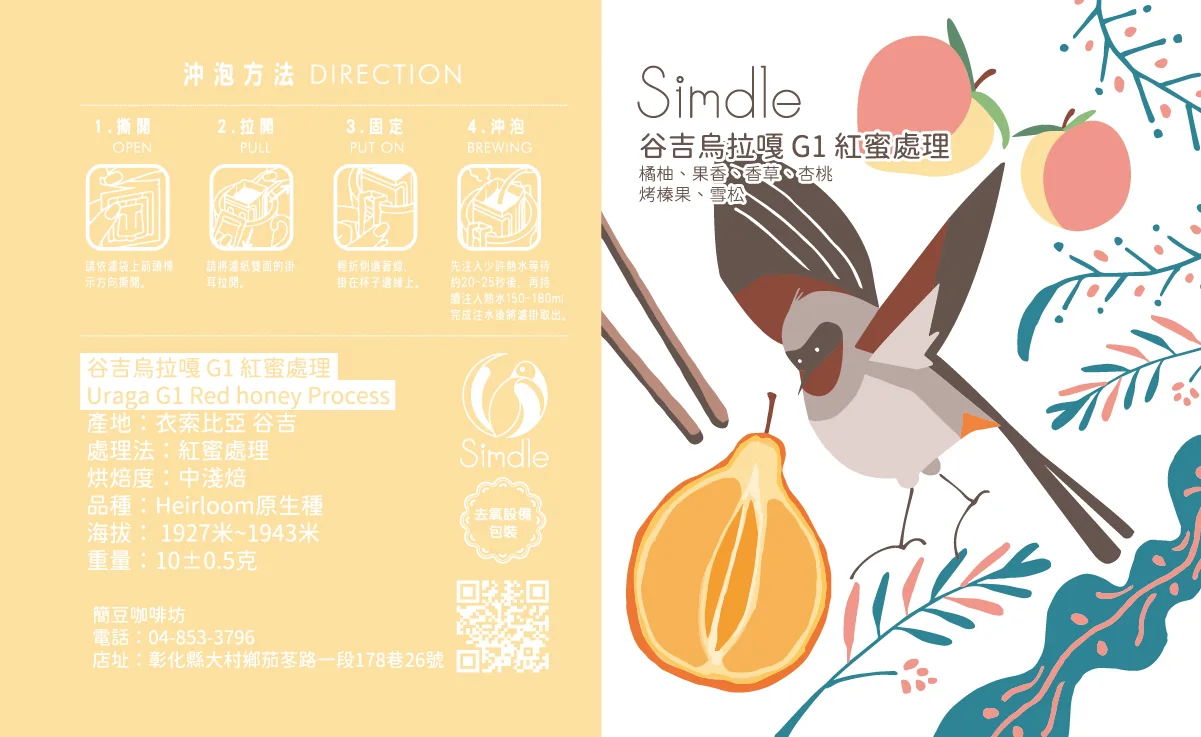 沖泡方法 DIRECTION
1.撕開
OPEN
請依濾袋上箭頭標
示方向撕開。
2.拉開
PULL
請將濾紙雙面的掛
耳拉開。
3.固定
PUT ON
輕折側邊著線,
掛在杯子邊緣上。
4.沖泡
BREWING
先注入少許熱水等待
約20-25秒後,再持
續注入熱水150-180ml
完成注水後將濾掛取出。
谷吉烏拉嘎 G1 紅蜜處理
Uraga G1 Red honey Process
產地：衣索比亞 谷吉
處理法：紅蜜處理
烘焙度：中淺焙
品種：Heirloom原生種
海拔： 1927米~1943米
重量：10±0.5克
Simdle
去氧設備
包裝
簡豆咖啡坊
電話：04-853-3796
店址：彰化縣大村鄉茄苳路一段178巷26號
Simdle
谷吉烏拉嘎 G1 紅蜜處理
橘柚、果香、香草、杏桃
烤榛果、雪松